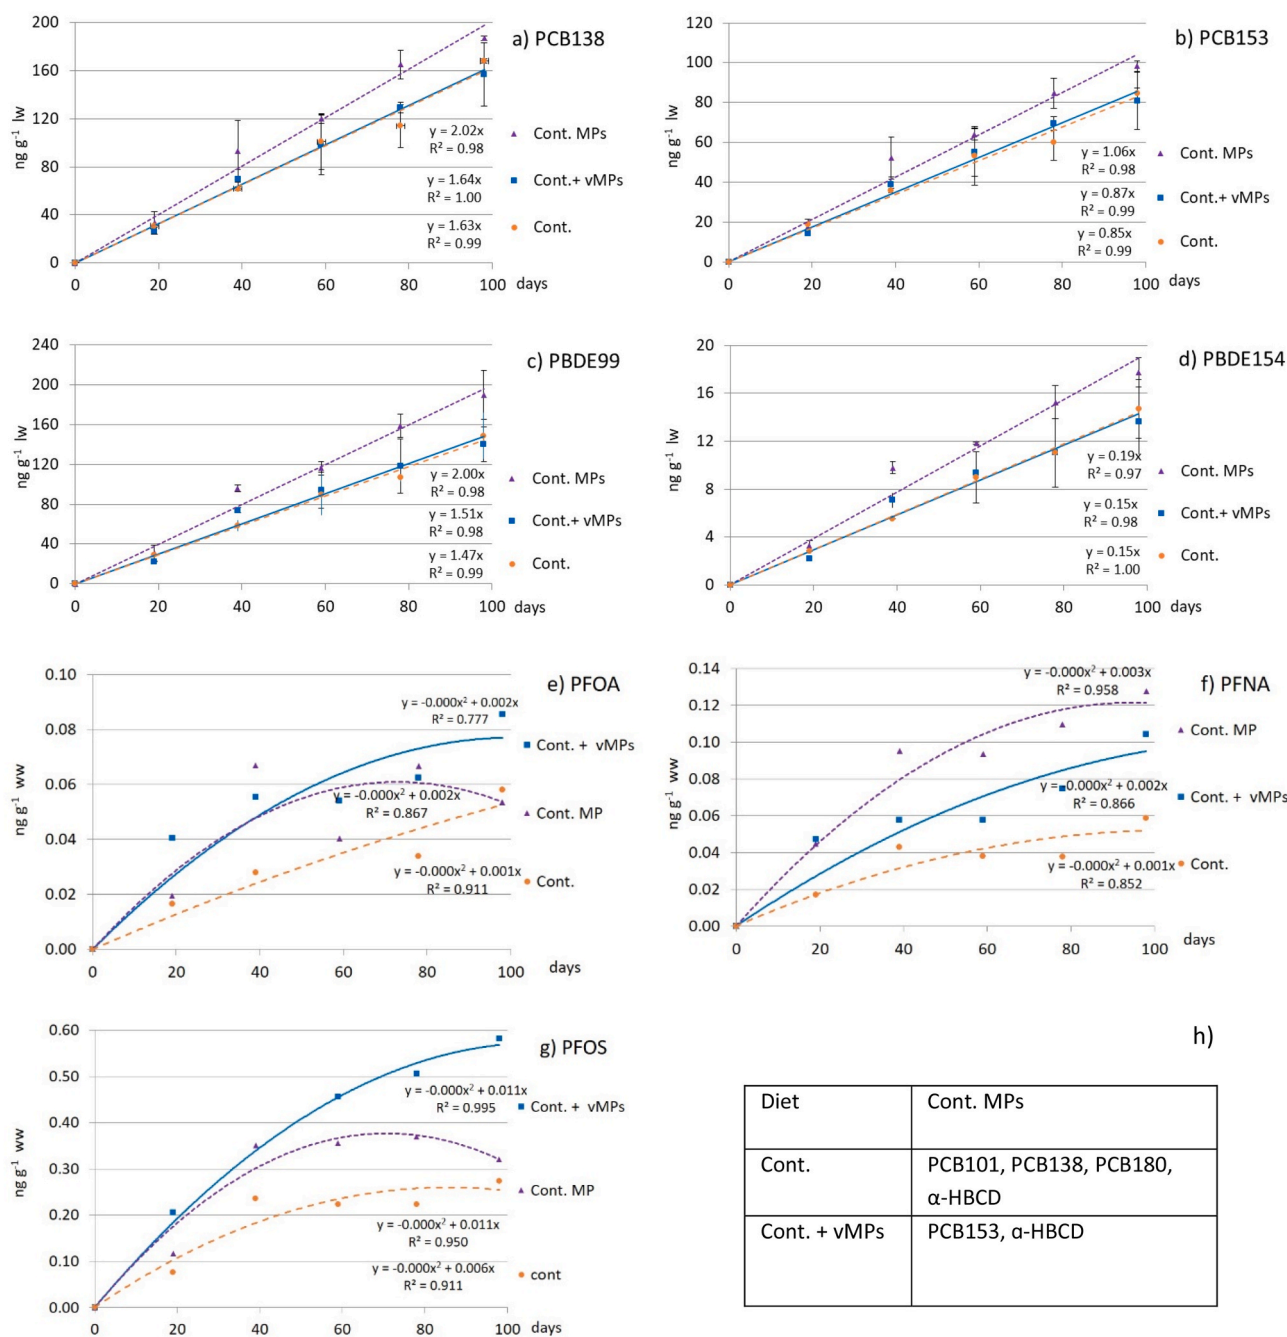 a) PCB138
ng g⁻¹ lw
200
160
120
80
40
0
0 20 40 60 80 100 days
y = 2.02x
R² = 0.98
y = 1.64x
R² = 1.00
y = 1.63x
R² = 0.99
Cont. MPs
Cont.+ vMPs
Cont.
b) PCB153
ng g⁻¹ lw
120
100
80
60
40
20
0
0 20 40 60 80 100 days
y = 1.06x
R² = 0.98
y = 0.87x
R² = 0.99
y = 0.85x
R² = 0.99
Cont. MPs
Cont.+ vMPs
Cont.
c) PBDE99
ng g⁻¹ lw
240
200
160
120
80
40
0
0 20 40 60 80 100 days
y = 2.00x
R² = 0.98
y = 1.51x
R² = 0.98
y = 1.47x
R² = 0.99
Cont. MPs
Cont.+ vMPs
Cont.
d) PBDE154
ng g⁻¹ lw
20
16
12
8
4
0
0 20 40 60 80 100 days
y = 0.19x
R² = 0.97
y = 0.15x
R² = 0.98
y = 0.15x
R² = 1.00
Cont. MPs
Cont.+ vMPs
Cont.
e) PFOA
ng g⁻¹ ww
0.10
0.08
0.06
0.04
0.02
0.00
0 20 40 60 80 100 days
y = -0.000x² + 0.002x
R² = 0.777
y = -0.000x² + 0.002x
R² = 0.867
y = -0.000x² + 0.001x
R² = 0.911
Cont. + vMPs
Cont. MP
Cont.
f) PFNA
ng g⁻¹ ww
0.14
0.12
0.10
0.08
0.06
0.04
0.02
0.00
0 20 40 60 80 100 days
y = -0.000x² + 0.003x
R² = 0.958
y = -0.000x² + 0.002x
R² = 0.866
y = -0.000x² + 0.001x
R² = 0.852
Cont. MP
Cont. + vMPs
Cont.
g) PFOS
ng g⁻¹ ww
0.60
0.50
0.40
0.30
0.20
0.10
0.00
0 20 40 60 80 100 days
y = -0.000x² + 0.011x
R² = 0.995
y = -0.000x² + 0.011x
R² = 0.950
y = -0.000x² + 0.006x
R² = 0.911
Cont. + vMPs
Cont. MP
cont
h)
Diet Cont. MPs
Cont. PCB101, PCB138, PCB180,
α-HBCD
Cont. + vMPs PCB153, α-HBCD